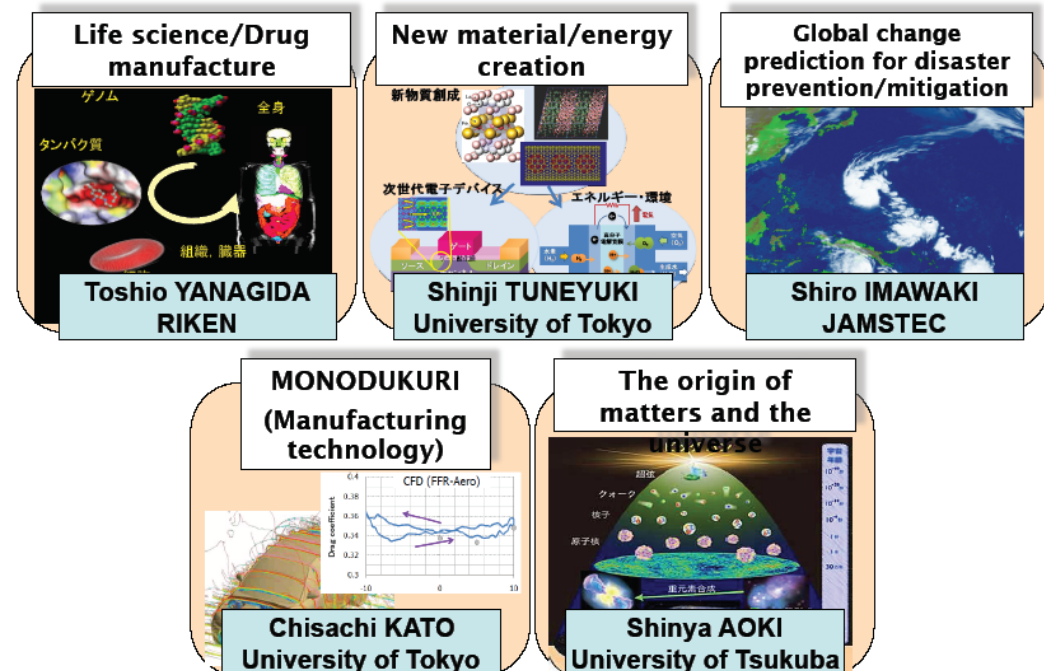 Life science/Drug
manufacture
ゲノム
全身
タンパク質
組織, 臓器
Toshio YANAGIDA
RIKEN
New material/energy
creation
新物質創成
次世代電子デバイス
エネルギー・環境
ゲート
ソース
ドレイン
Shinji TUNEYUKI
University of Tokyo
Global change
prediction for disaster
prevention/mitigation
Shiro IMAWAKI
JAMSTEC
MONODUKURI
(Manufacturing
technology)
CFD (FFR-Aero)
Drag coefficient
0.4
0.38
0.36
0.34
0.32
0.3
-10
0
10
Chisachi KATO
University of Tokyo
The origin of
matters and the
universe
超弦
クォーク
核子
原子核
重元素合成
Shinya AOKI
University of Tsukuba